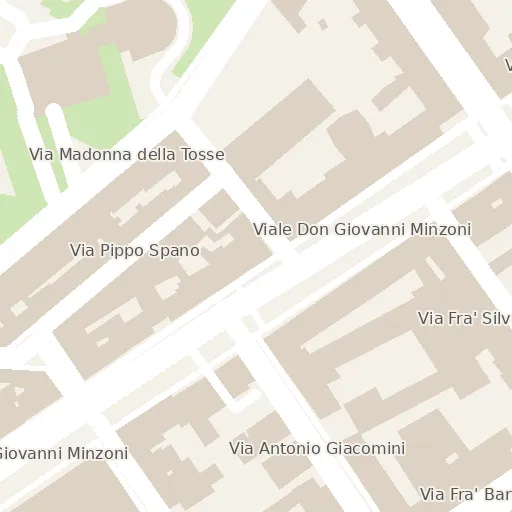 V
Via Madonna della Tosse
Viale Don Giovanni Minzoni
Via Pippo Spano
Via Fra' Silv
Giovanni Minzoni
Via Antonio Giacomini
Via Fra' Bar